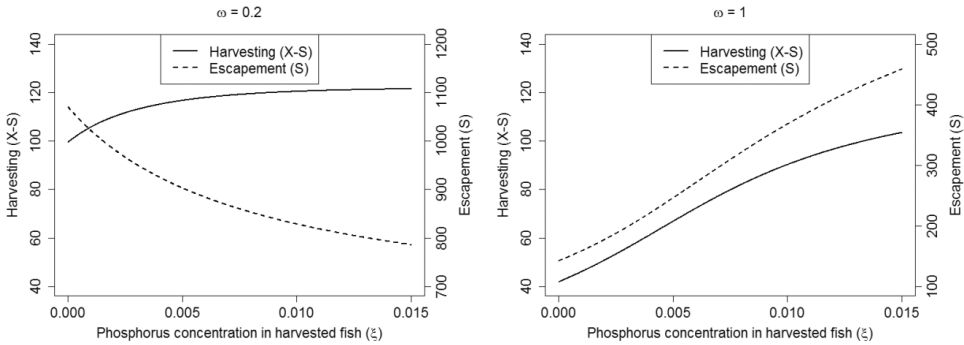 ω = 0.2
Harvesting (X-S)
Escapement (S)
140
120
100
80
60
40
Harvesting (X-S)
1200
1100
1000
900
800
700
Escapement (S)
0.000 0.005 0.010 0.015
Phosphorus concentration in harvested fish (ξ)
ω = 1
Harvesting (X-S)
Escapement (S)
140
120
100
80
60
40
Harvesting (X-S)
500
400
300
200
100
Escapement (S)
0.000 0.005 0.010 0.015
Phosphorus concentration in harvested fish (ξ)